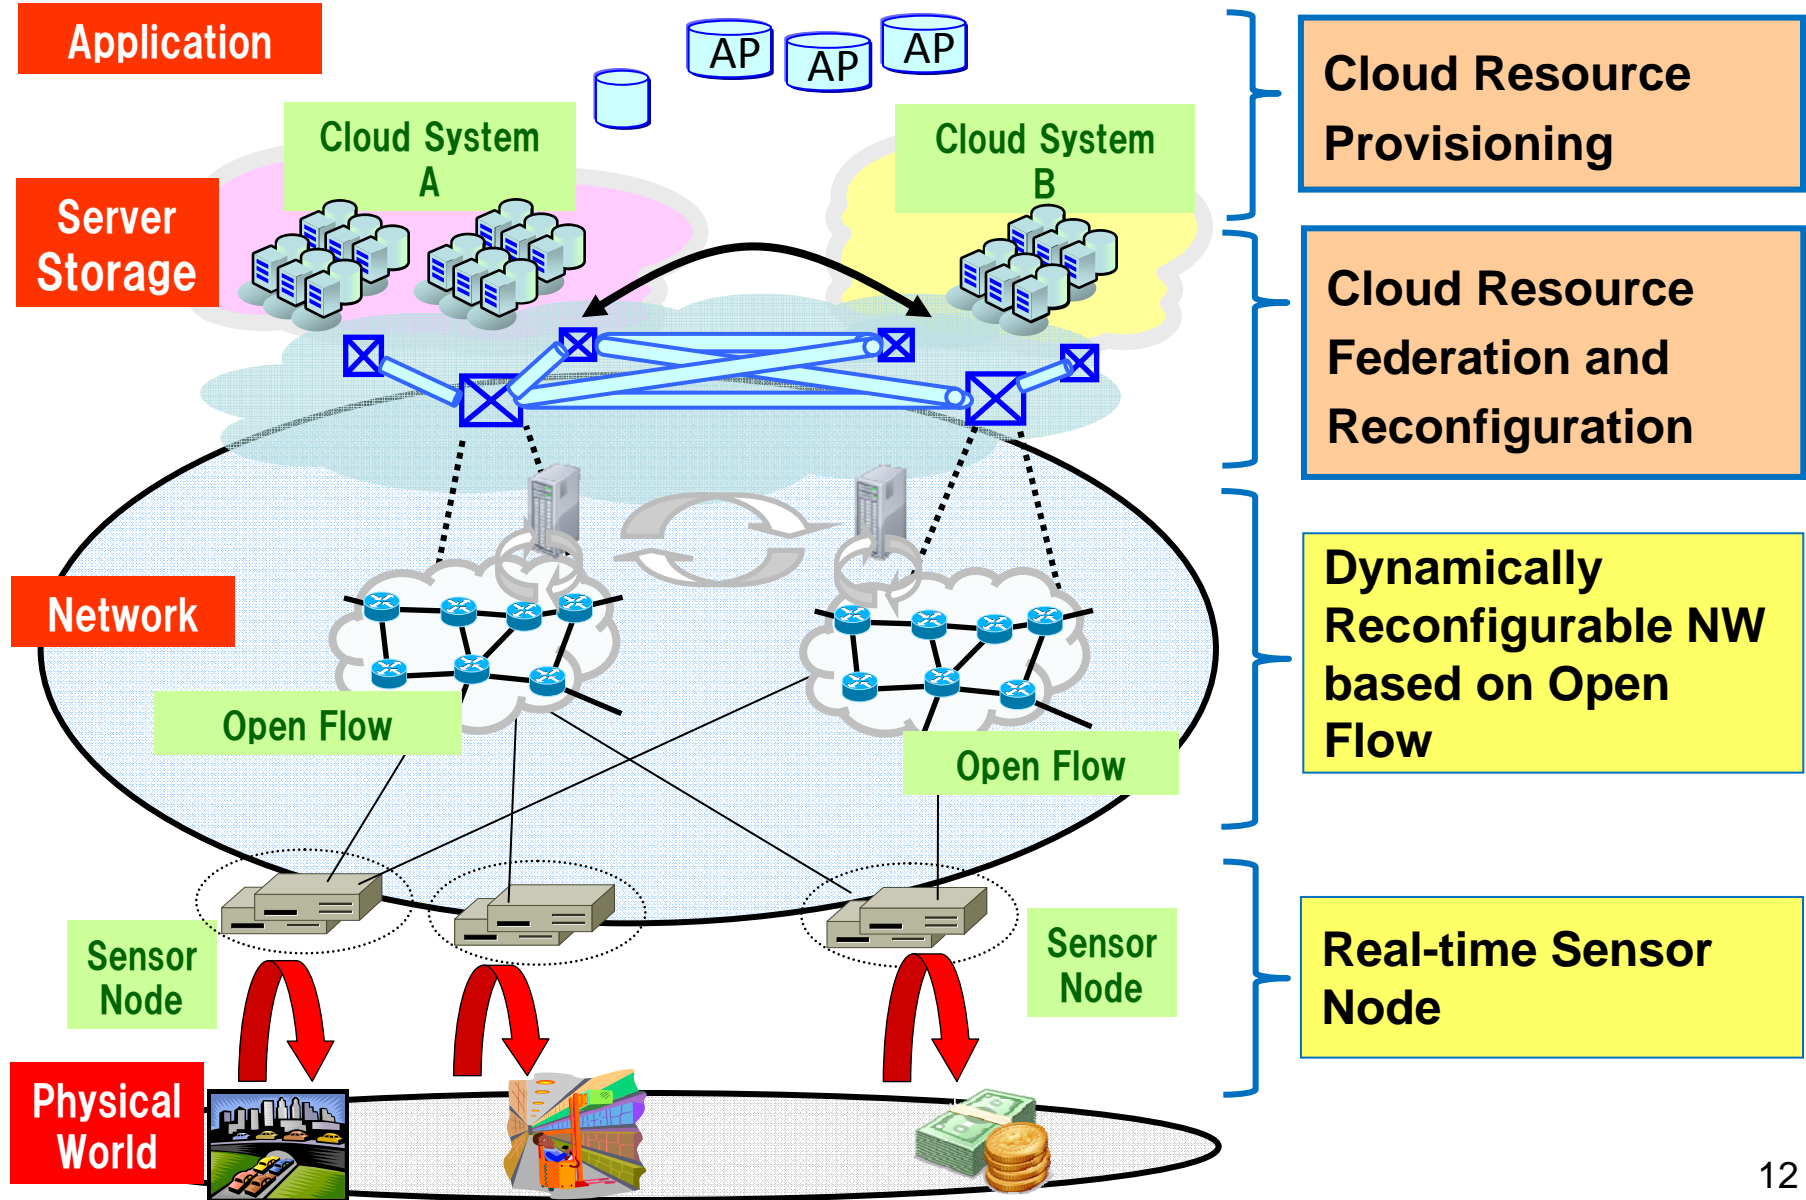 Application
AP
AP
AP
Cloud Resource
Provisioning
Cloud System
A
Cloud System
B
Server
Storage
Cloud Resource
Federation and
Reconfiguration
Network
Dynamically
Reconfigurable NW
based on Open
Flow
Open Flow
Open Flow
Sensor
Node
Sensor
Node
Real-time Sensor
Node
Physical
World
12